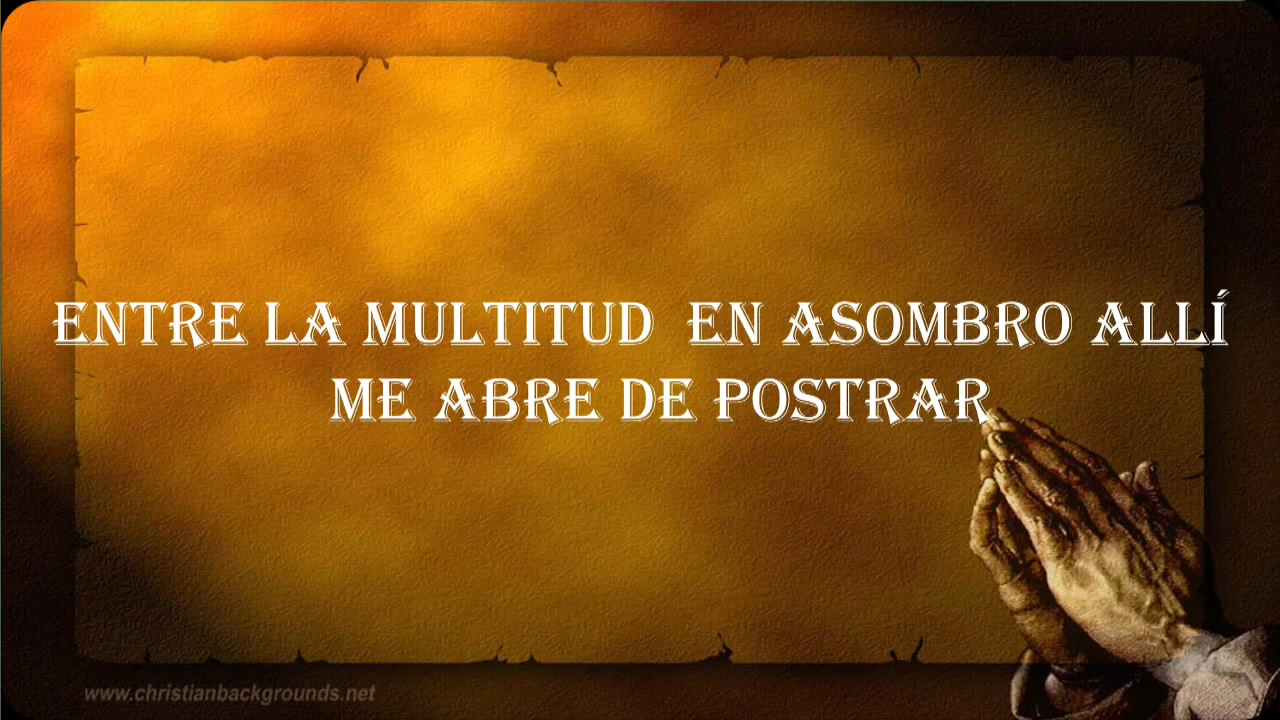 ENTRE LA MULTITUD EN ASOMBRO ALLÍ
ME ABRE DE POSTRAR
www.christianbackgrounds.net